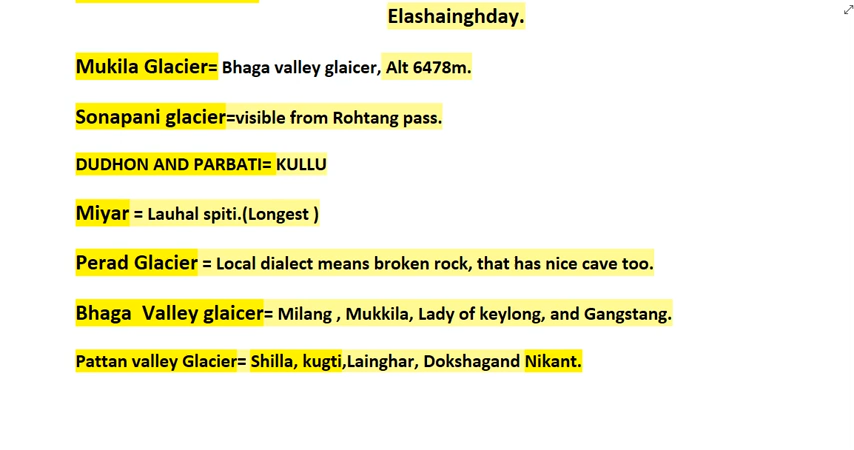 Elashainghday.
Mukila Glacier= Bhaga valley glaicer, Alt 6478m.
Sonapani glacier=visible from Rohtang pass.
DUDHON AND PARBATI= KULLU
Miyar = Lauhal spiti.(Longest )
Perad Glacier = Local dialect means broken rock, that has nice cave too.
Bhaga Valley glaicer= Milang , Mukkila, Lady of keylong, and Gangstang.
Pattan valley Glacier= Shilla, kugti,Lainghar, Dokshagand Nikant.